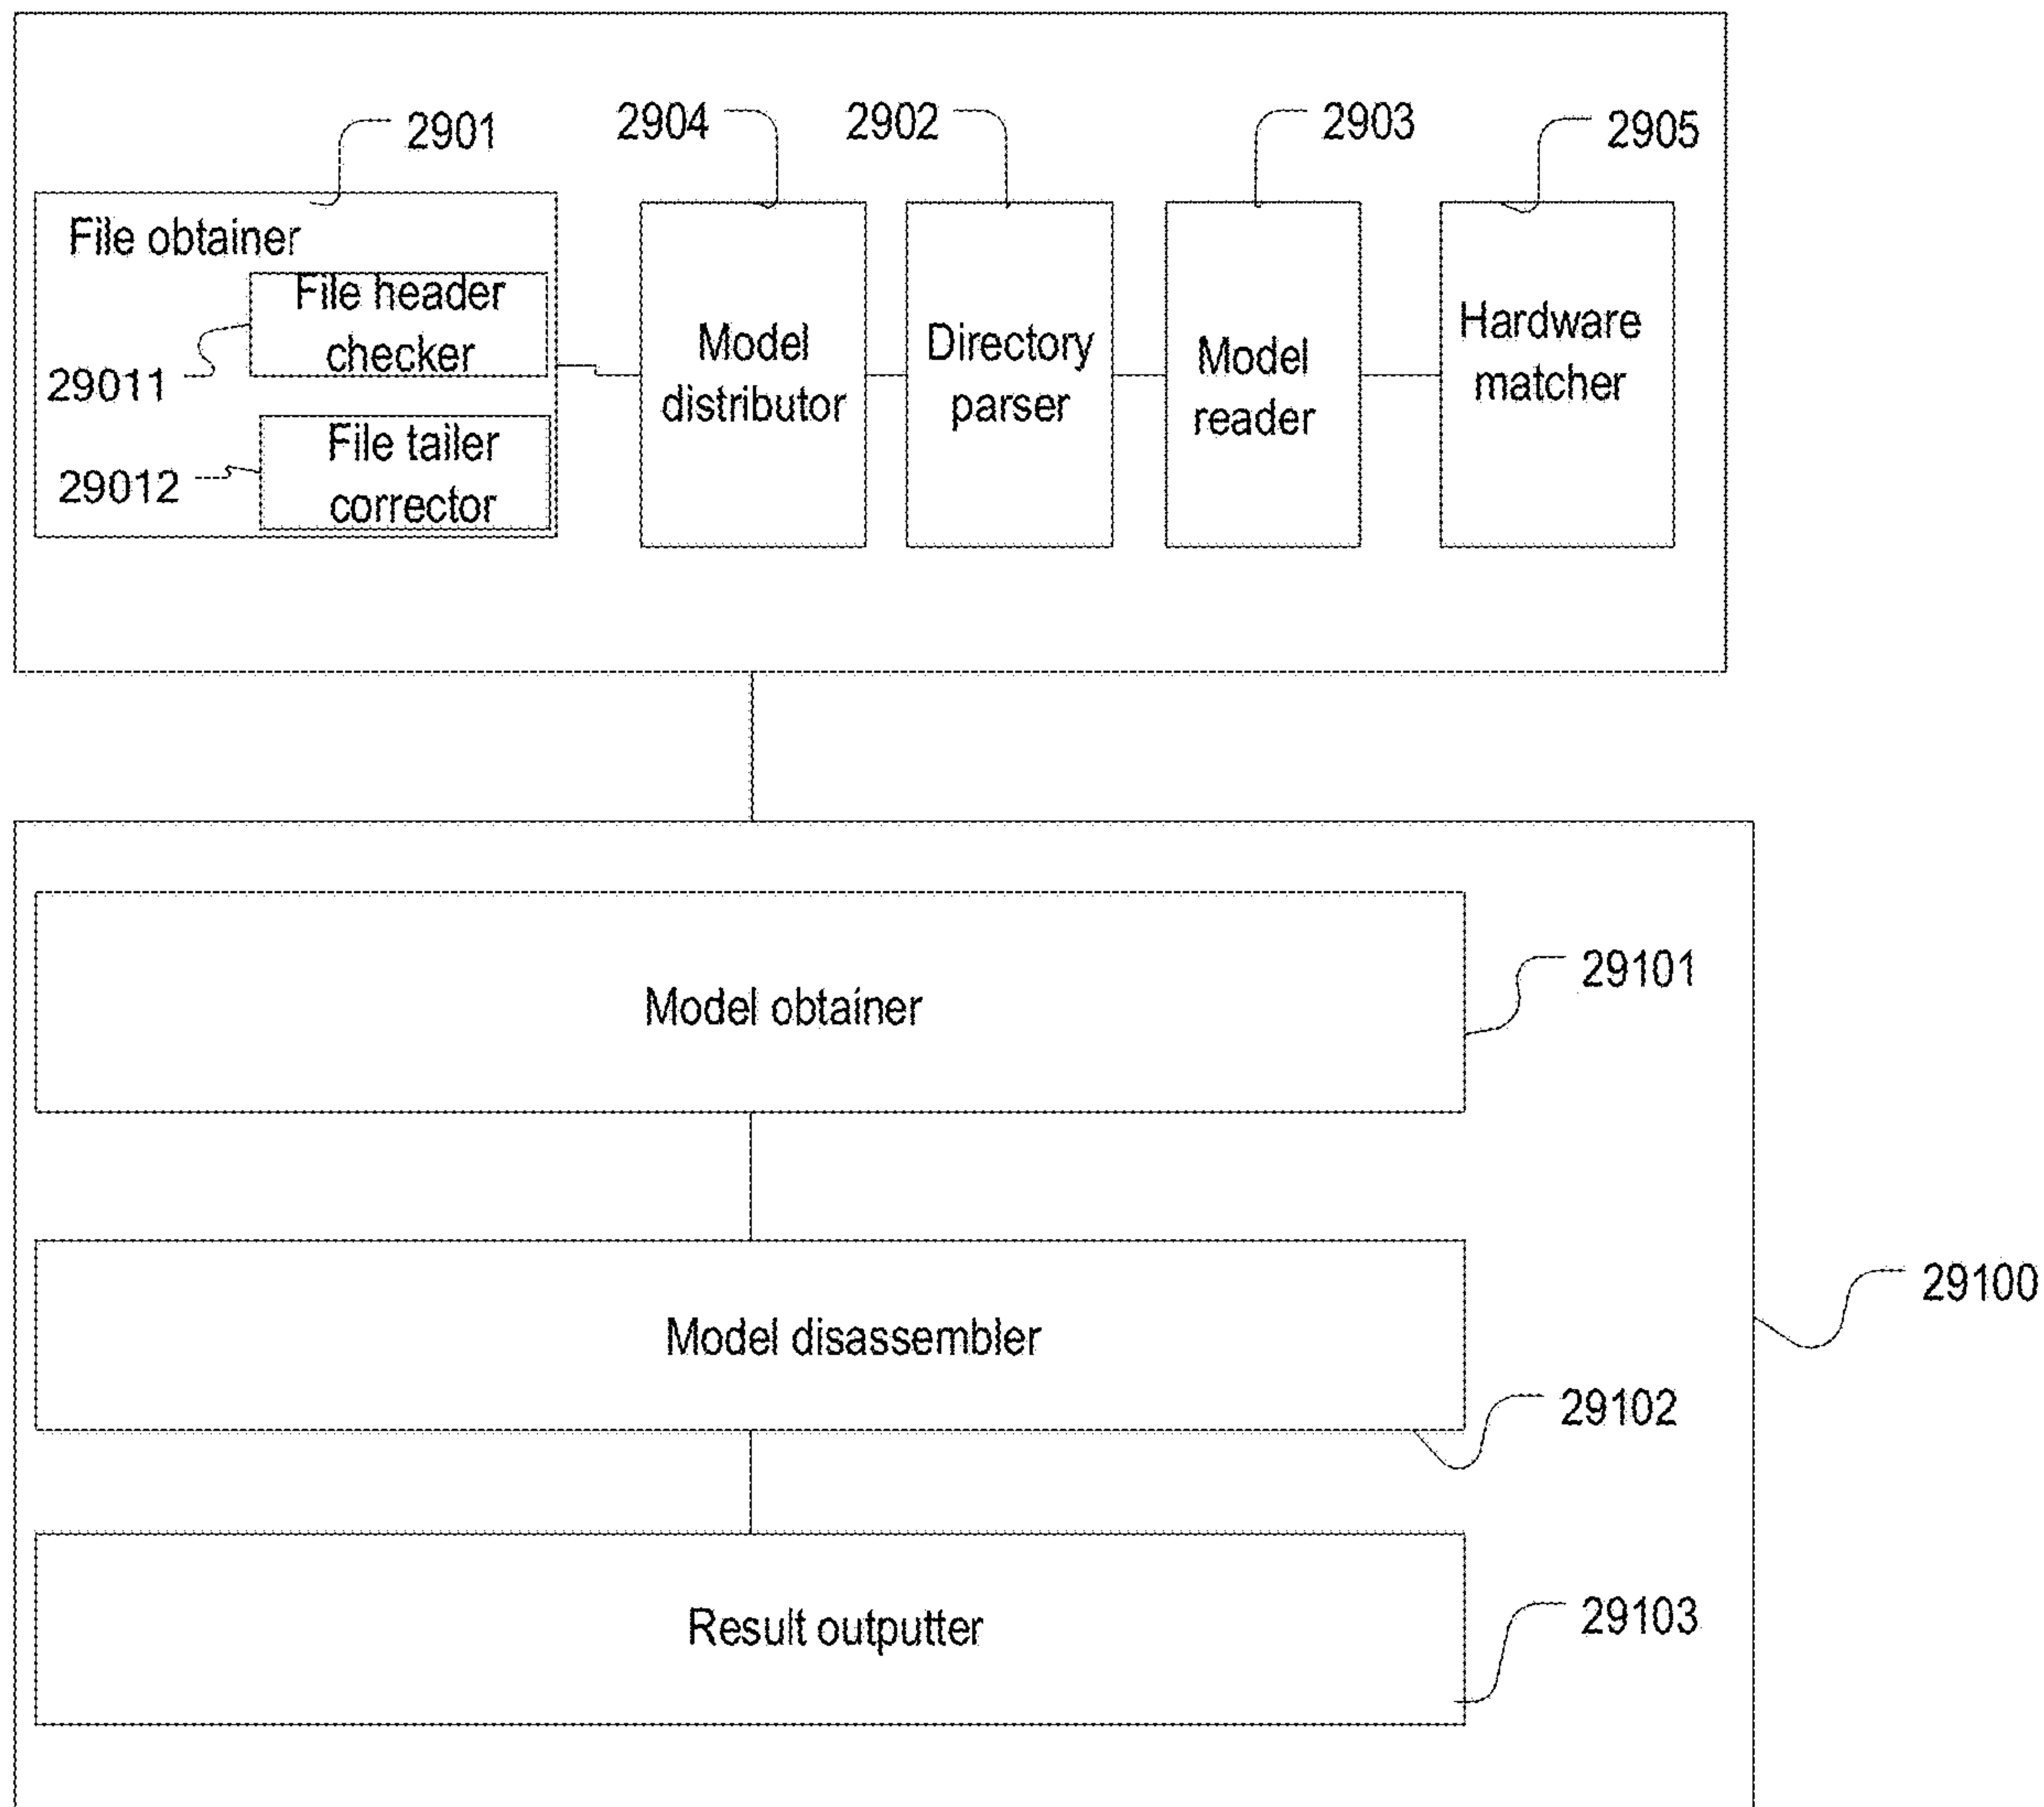 2901
2904
2902
2903
2905
File obtainer
File header
checker
29011
File tailer
corrector
29012
Model
distributor
Directory
parser
Model
reader
Hardware
matcher
Model obtainer
29101
Model disassembler
29100
29102
Result outputter
29103